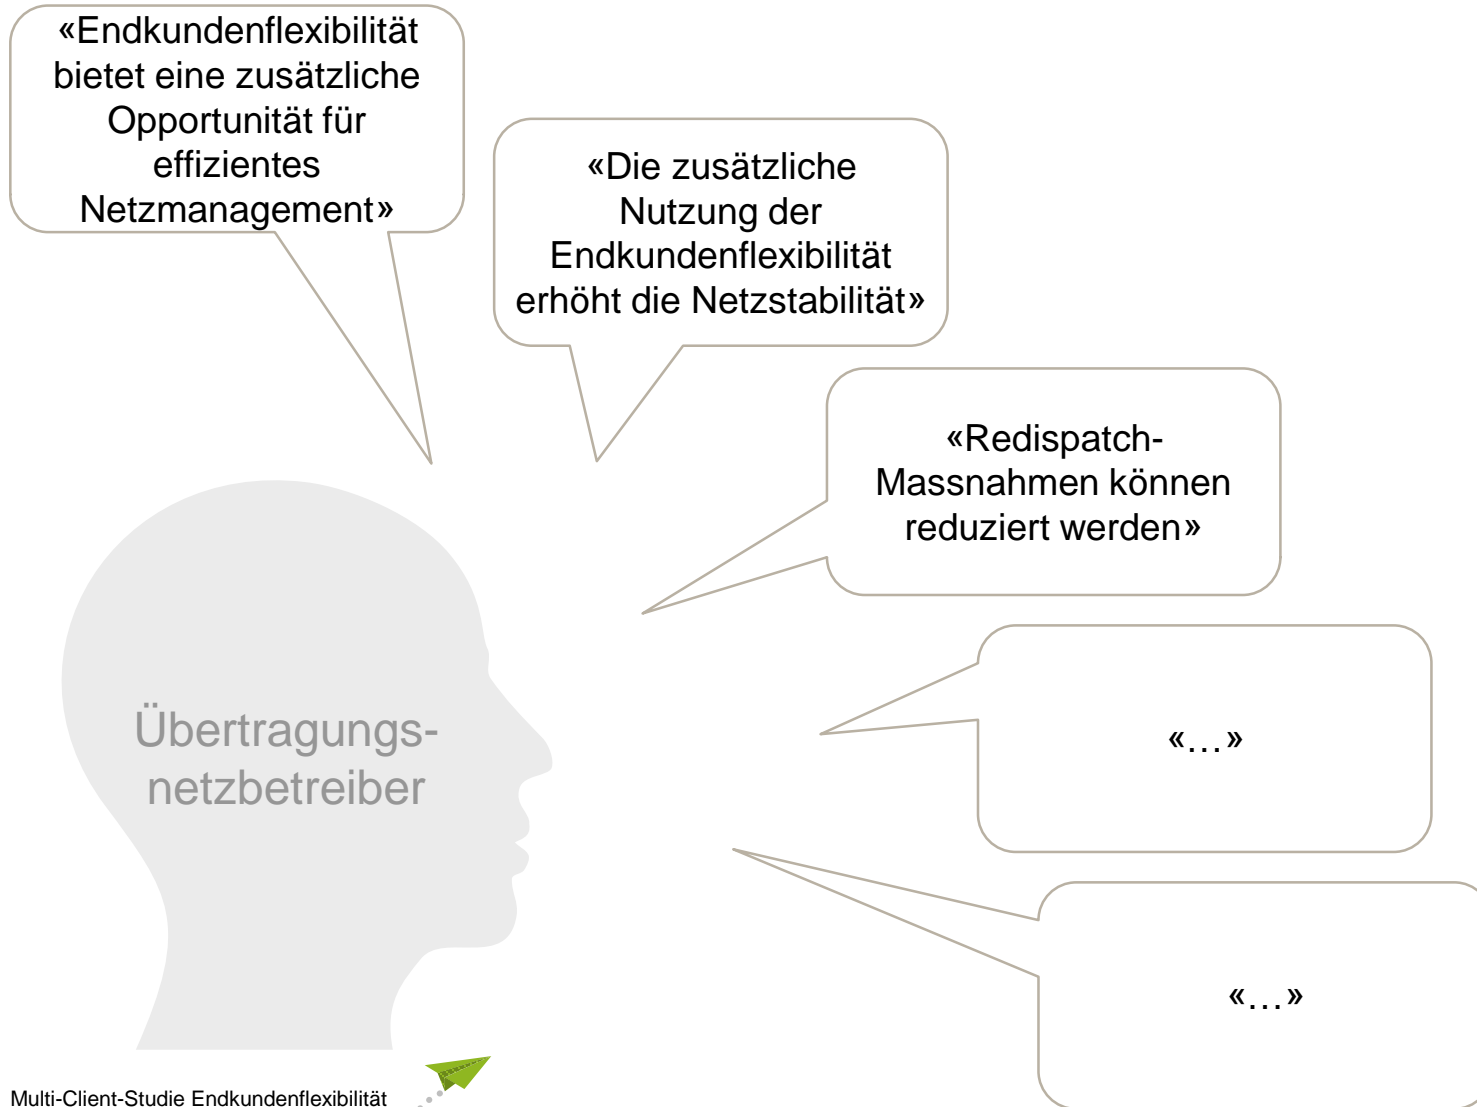 «Endkundenflexibilität
bietet eine zusätzliche
Opportunität für
effizientes
Netzmanagement»
«Die zusätzliche
Nutzung der
Endkundenflexibilität
erhöht die Netzstabilität»
«Redispatch-
Massnahmen können
reduziert werden»
Übertragungs-
netzbetreiber
«…»
«…»
Multi-Client-Studie Endkundenflexibilität